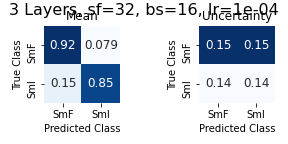 3 Layers, sf=32, bs=16, lr=1e-04
Mean
Uncertainty
True Class
SmF
SmI
0.92 0.079
0.15 0.85
SmF SmI
Predicted Class
True Class
SmF
SmI
0.15 0.15
0.14 0.14
SmF SmI
Predicted Class